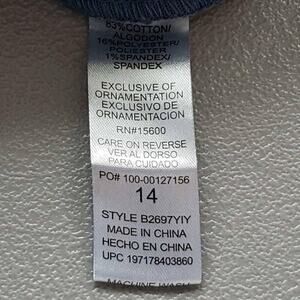 83%COTTON/
ALGODON
16%POLYESTER/
POLIESTER
1%SPANDEX/
SPANDEX
EXCLUSIVE OF
ORNAMENTATION
EXCLUSIVO DE
ORNAMENTACION
RN#15600
CARE ON REVERSE
VER AL DORSO
PARA CUIDADO
PO# 100-00127156
14
STYLE B2697YIY
MADE IN CHINA
HECHO EN CHINA
UPC 197178403860
MACHINE WASH